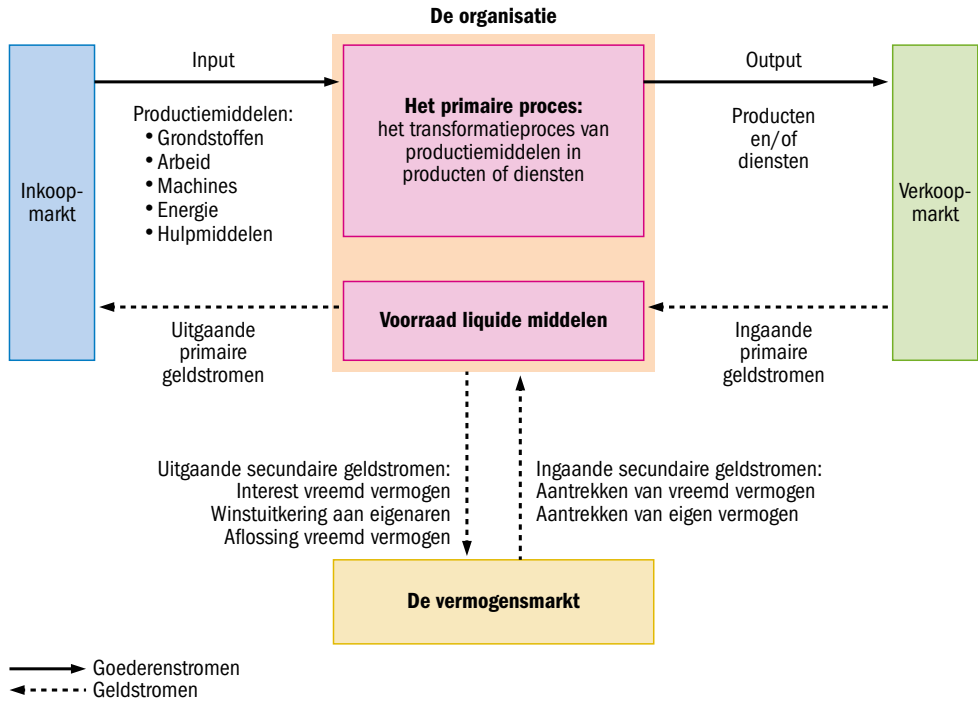 De organisatie
Inkoop-
markt
Input
Productiemiddelen:
• Grondstoffen
• Arbeid
• Machines
• Energie
• Hulpmiddelen
Het primaire proces:
het transformatieproces van
productiemiddelen in
producten of diensten
Output
Producten
en/of
diensten
Verkoop-
markt
Uitgaande
primaire
geldstromen
Voorraad liquide middelen
Ingaande
primaire
geldstromen
Uitgaande secundaire geldstromen:
Interest vreemd vermogen
Winstuitkering aan eigenaren
Aflossing vreemd vermogen
Ingaande secundaire geldstromen:
Aantrekken van vreemd vermogen
Aantrekken van eigen vermogen
De vermogensmarkt
Goederenstromen
Geldstromen